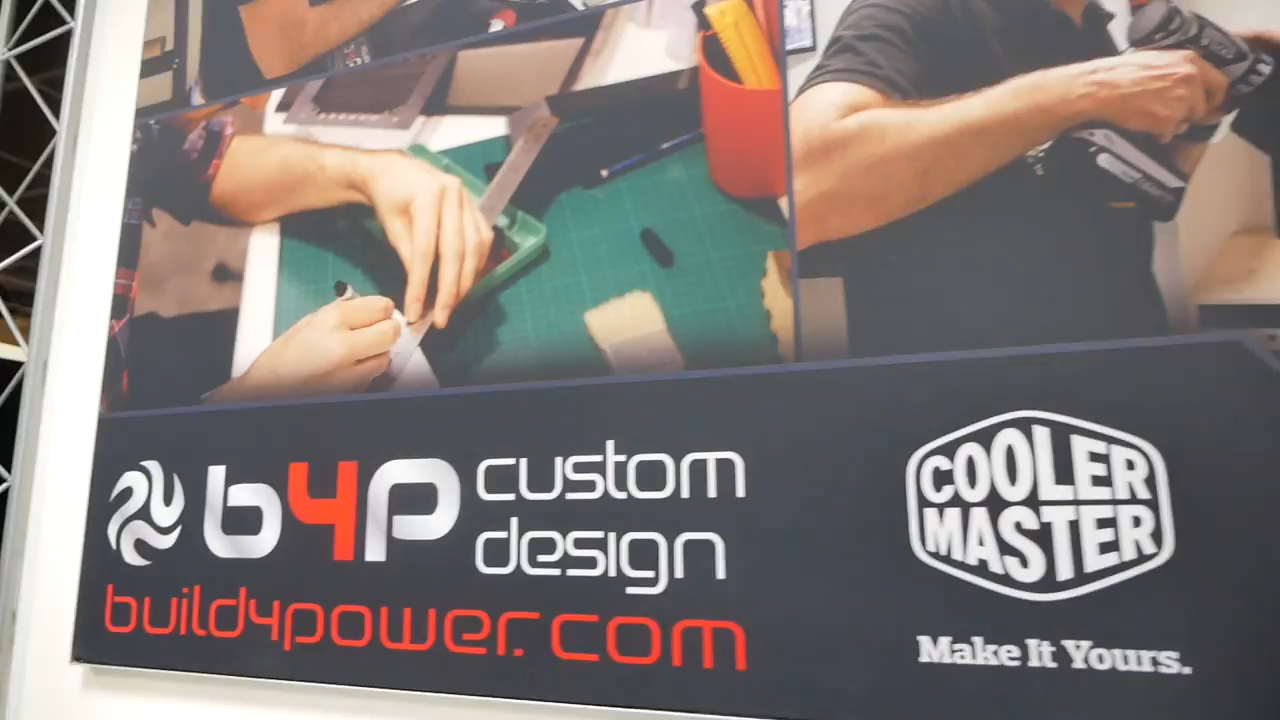 b4p custom
design
build4power.com
COOLER
MASTER
Make It Yours.